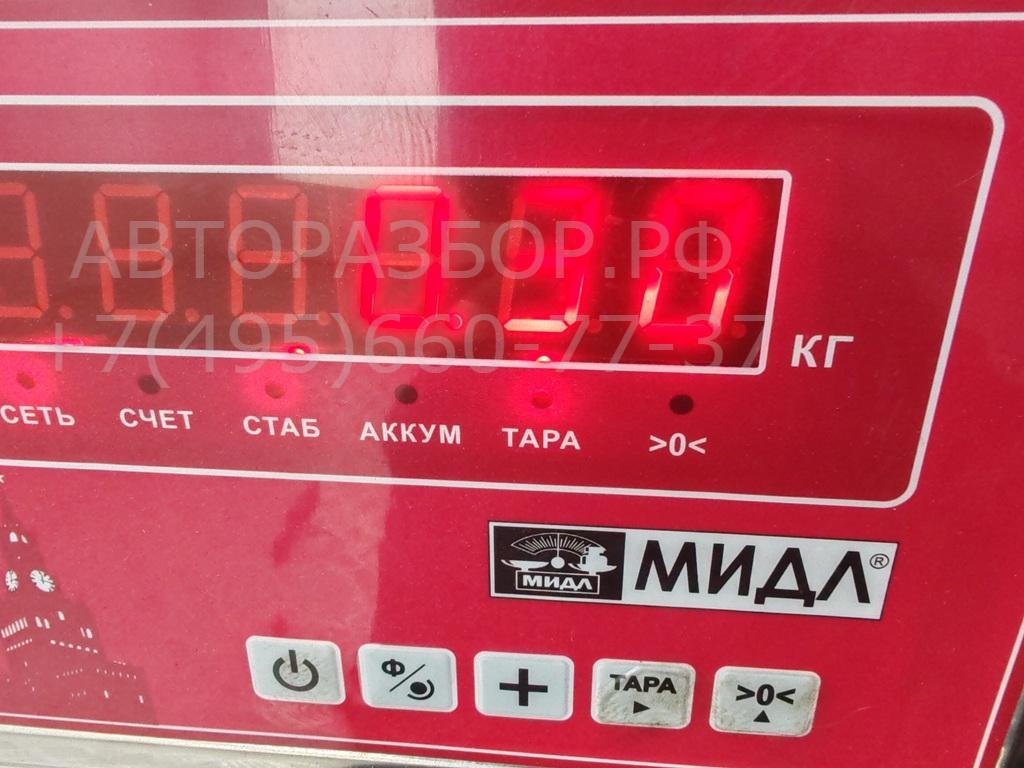 АВТОРАЗБОР.РФ
+7(495)660-77-37
КГ
СЕТЬ СЧЕТ СТАБ АККУМ ТАРА >0<
МИДЛ МИДЛ®
Ф
ТАРА >0<